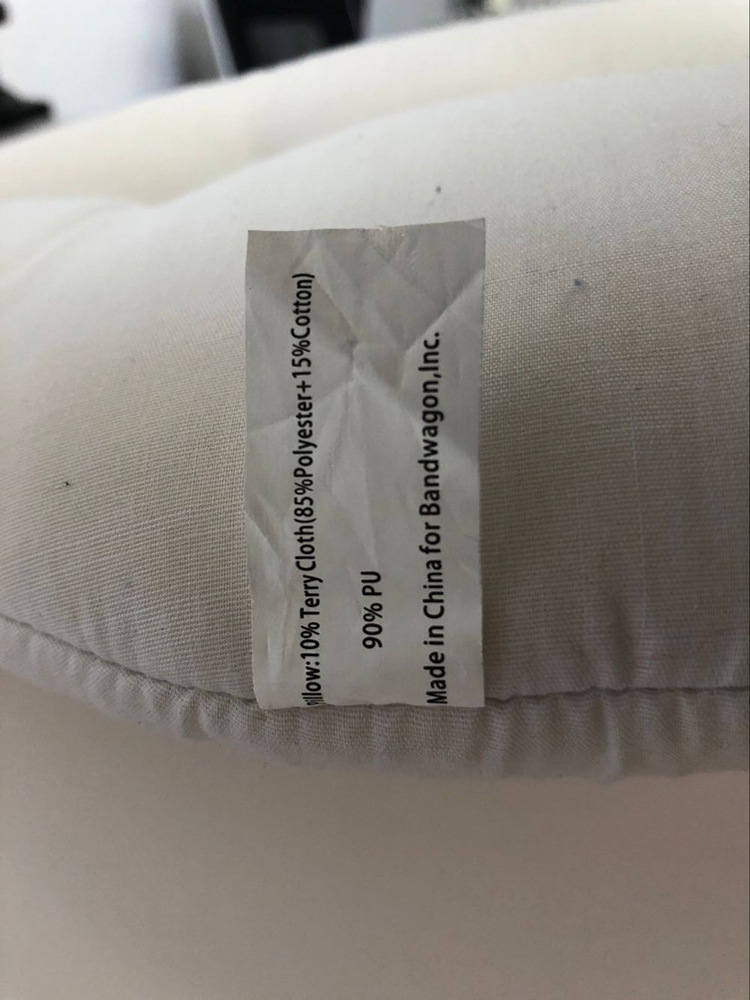 illow:10% Terry Cloth(85%Polyester+15%Cotton)
90% PU
Made in China for Bandwagon,Inc.